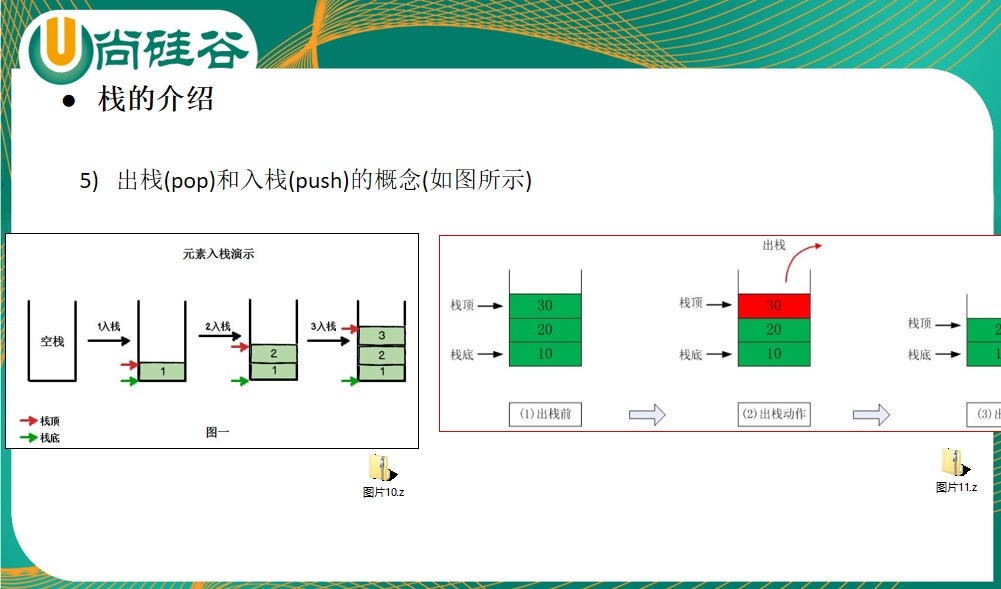 尚硅谷
● 栈的介绍
5) 出栈(pop)和入栈(push)的概念(如图所示)
元素入栈演示
空栈
1入栈
1
2入栈
2
1
3入栈
3
2
1
栈顶
栈底
图一
图片10.z
出栈
栈顶
30
20
栈底
10
(1)出栈前
栈顶
30
20
栈底
10
(2)出栈动作
栈顶
2
栈底
1
(3)出
图片11.z